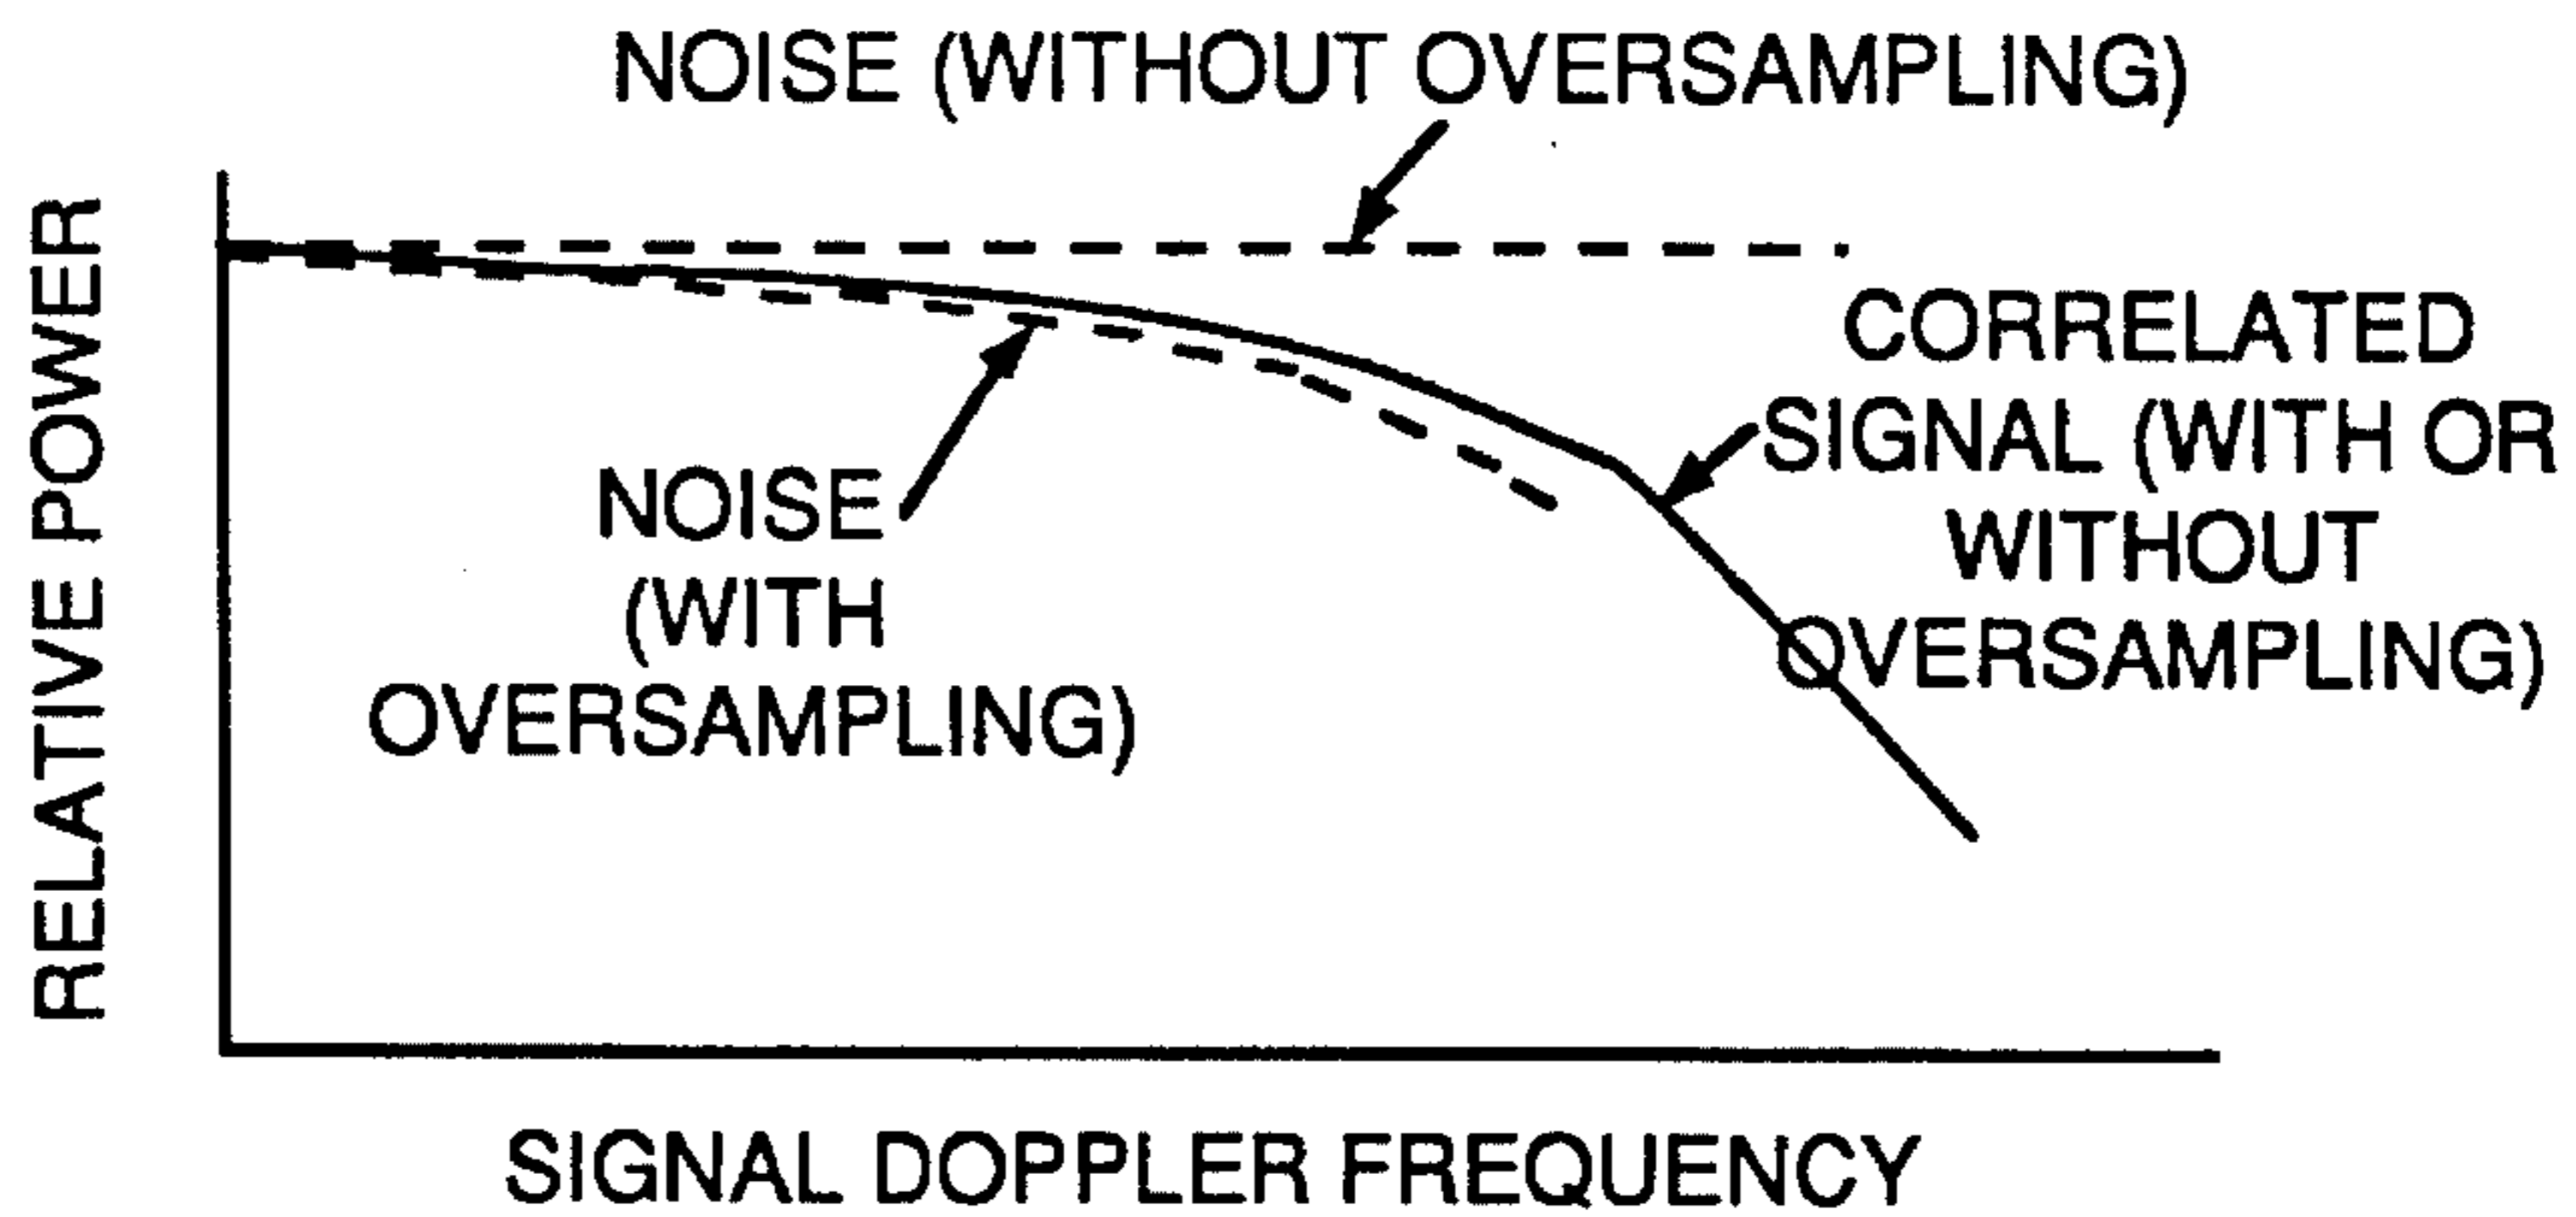 NOISE (WITHOUT OVERSAMPLING)
RELATIVE POWER
CORRELATED
SIGNAL (WITH OR
WITHOUT
OVERSAMPLING)
NOISE
(WITH
OVERSAMPLING)
SIGNAL DOPPLER FREQUENCY